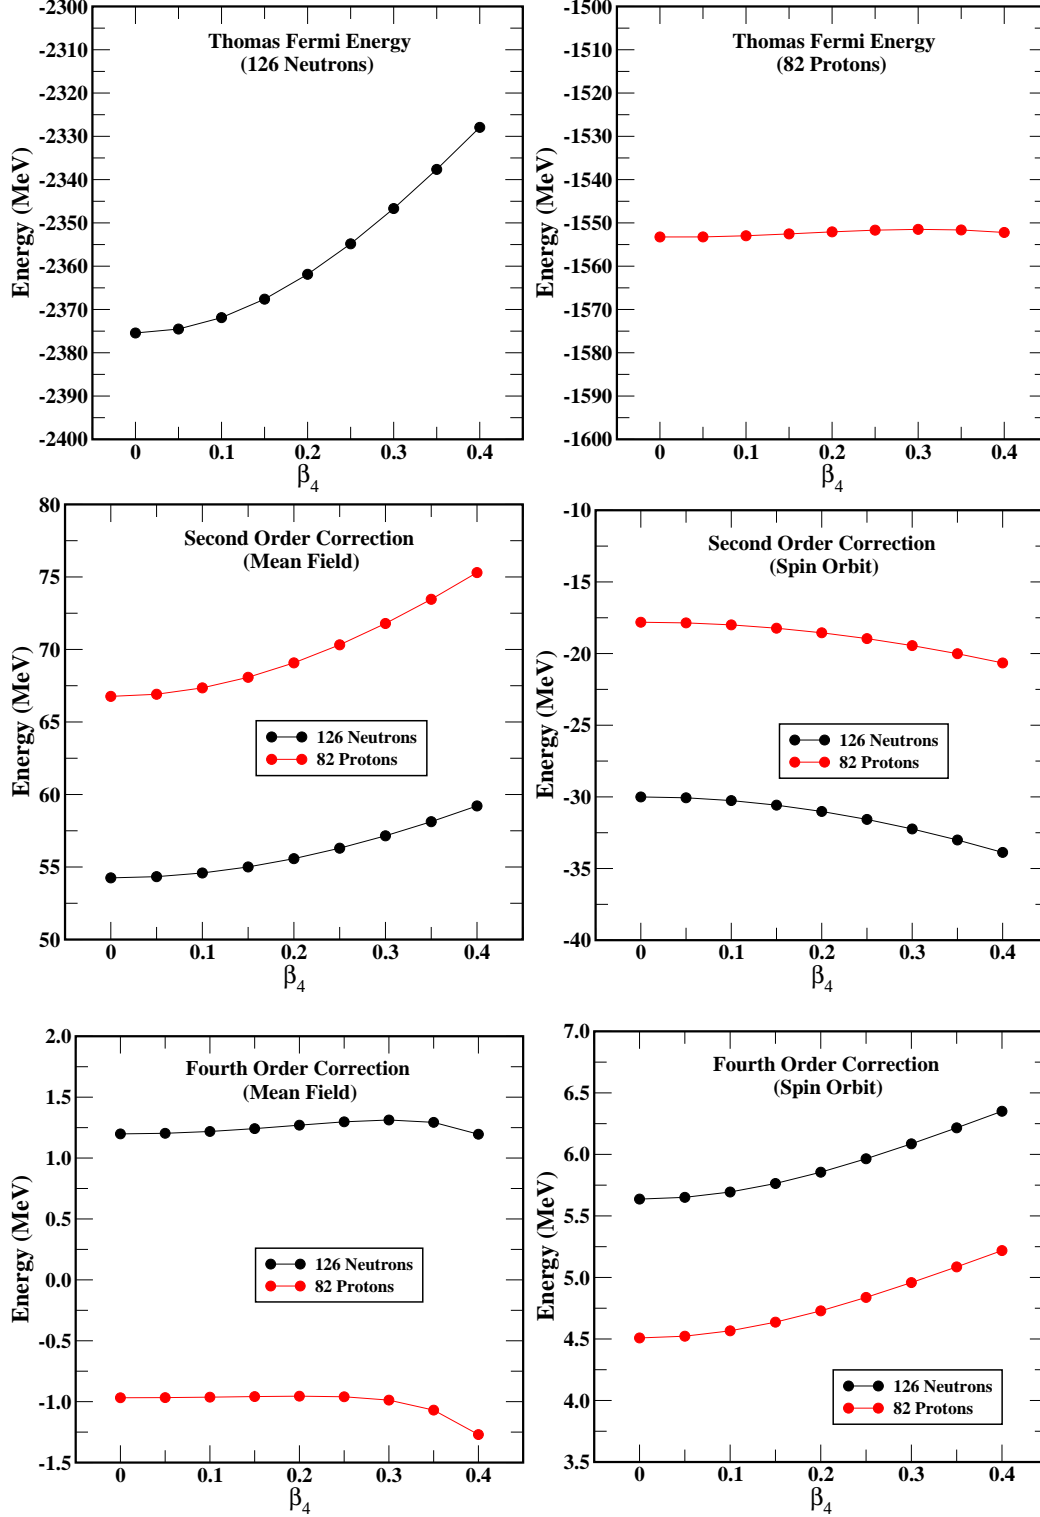 Thomas Fermi Energy
(126 Neutrons)
Energy (MeV)
-2300
-2310
-2320
-2330
-2340
-2350
-2360
-2370
-2380
-2390
-2400
0 0.1 0.2 0.3 0.4
β4
Thomas Fermi Energy
(82 Protons)
Energy (MeV)
-1500
-1510
-1520
-1530
-1540
-1550
-1560
-1570
-1580
-1590
-1600
0 0.1 0.2 0.3 0.4
β4
Second Order Correction
(Mean Field)
Energy (MeV)
80
75
70
65
60
55
50
126 Neutrons
82 Protons
0 0.1 0.2 0.3 0.4
β4
Second Order Correction
(Spin Orbit)
Energy (MeV)
-10
-15
-20
-25
-30
-35
-40
126 Neutrons
82 Protons
0 0.1 0.2 0.3 0.4
β4
Fourth Order Correction
(Mean Field)
Energy (MeV)
2.0
1.5
1.0
0.5
0.0
-0.5
-1.0
-1.5
126 Neutrons
82 Protons
0 0.1 0.2 0.3 0.4
β4
Fourth Order Correction
(Spin Orbit)
Energy (MeV)
7.0
6.5
6.0
5.5
5.0
4.5
4.0
3.5
126 Neutrons
82 Protons
0 0.1 0.2 0.3 0.4
β4